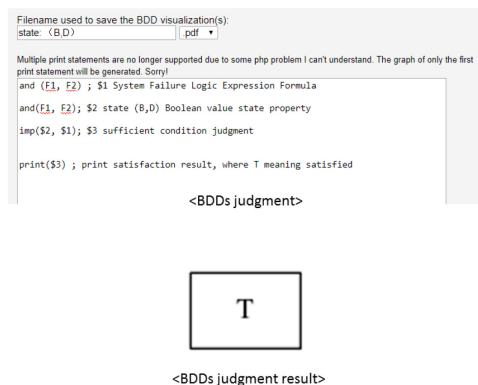 Filename used to save the BDD visualization(s):
state:（B,D） .pdf
Multiple print statements are no longer supported due to some php problem I can't understand. The graph of only the first
print statement will be generated. Sorry!
and (F1, F2) ; $1 System Failure Logic Expression Formula
and(F1, F2); $2 state (B,D) Boolean value state property
imp($2, $1); $3 sufficient condition judgment
print($3) ; print satisfaction result, where T meaning satisfied
<BDDs judgment>
T
<BDDs judgment result>